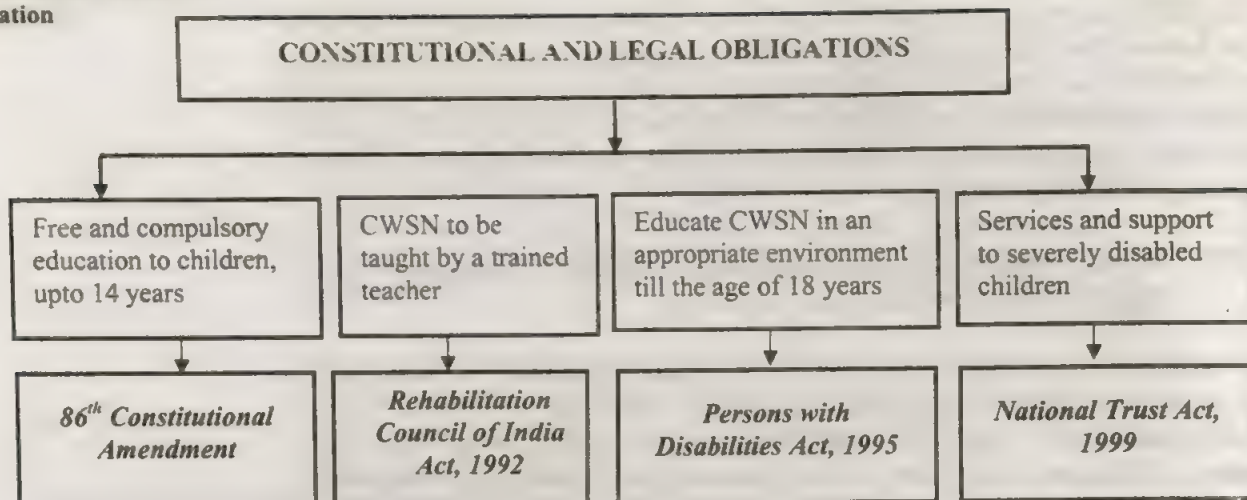 ation
CONSTITUTIONAL AND LEGAL OBLIGATIONS
Free and compulsory
education to children,
upto 14 years
CWSN to be
taught by a trained
teacher
Educate CWSN in an
appropriate environment
till the age of 18 years
Services and support
to severely disabled
children
86th Constitutional
Amendment
Rehabilitation
Council of India
Act, 1992
Persons with
Disabilities Act, 1995
National Trust Act,
1999